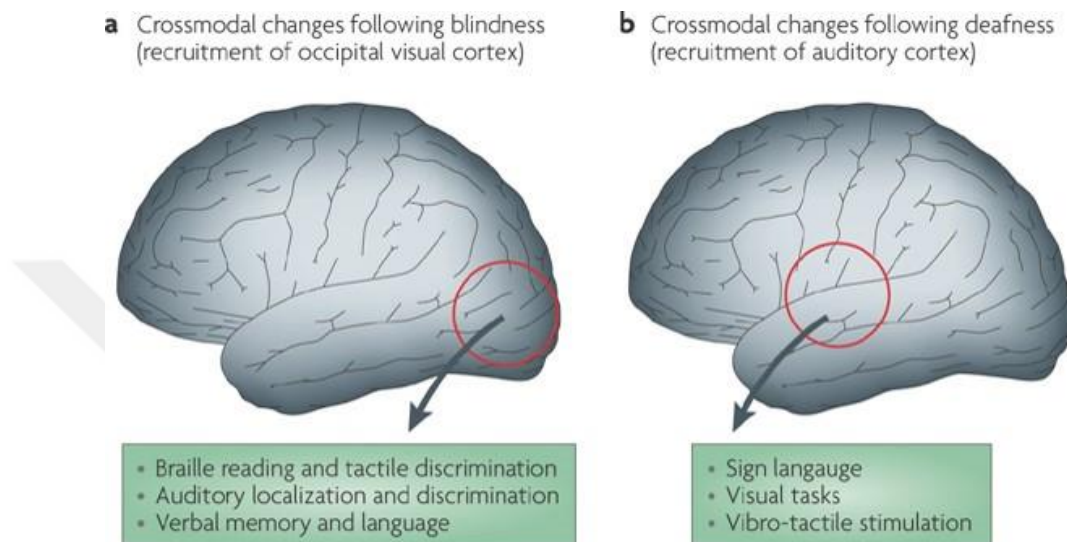 a Crossmodal changes following blindness
(recruitment of occipital visual cortex)
b Crossmodal changes following deafness
(recruitment of auditory cortex)
• Braille reading and tactile discrimination
• Auditory localization and discrimination
• Verbal memory and language
• Sign langauge
• Visual tasks
• Vibro-tactile stimulation